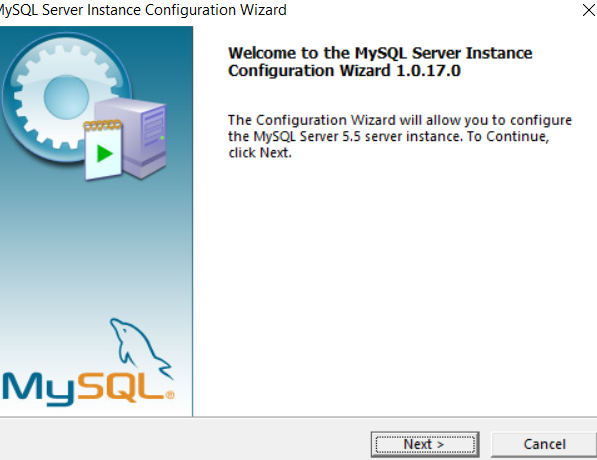 MySQL Server Instance Configuration Wizard
Welcome to the MySQL Server Instance
Configuration Wizard 1.0.17.0
The Configuration Wizard will allow you to configure
the MySQL Server 5.5 server instance. To Continue,
click Next.
MySQL®
Next >
Cancel